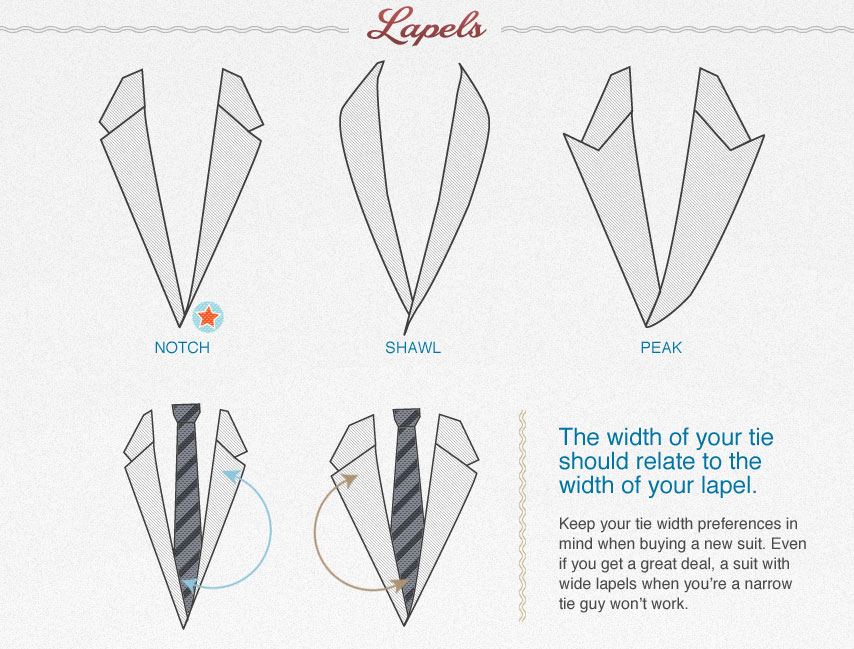 Lapels
NOTCH
SHAWL
PEAK
The width of your tie
should relate to the
width of your lapel.
Keep your tie width preferences in
mind when buying a new suit. Even
if you get a great deal, a suit with
wide lapels when you're a narrow
tie guy won't work.